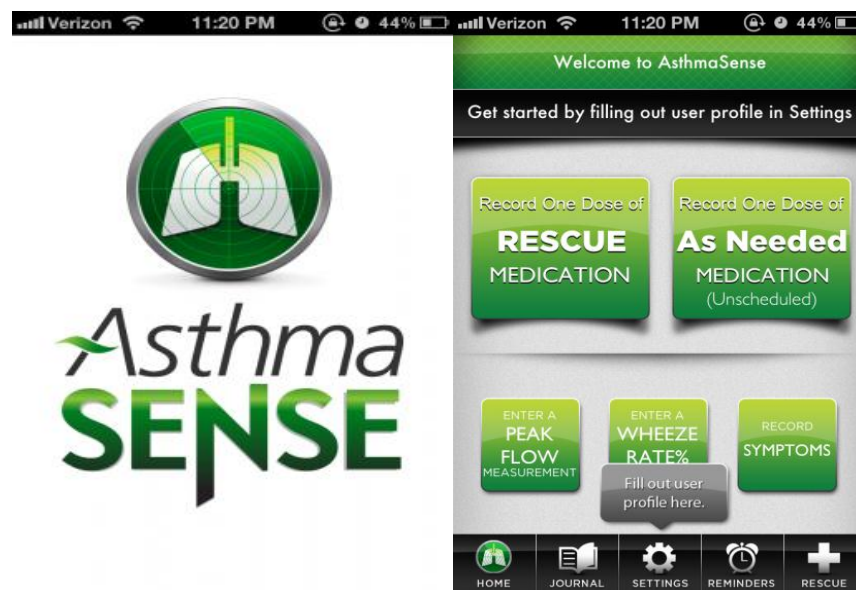 Verizon 11:20 PM 44%
Asthma
SENSE
Verizon 11:20 PM 44%
Welcome to AsthmaSense
Get started by filling out user profile in Settings
Record One Dose of
RESCUE
MEDICATION
Record One Dose of
As Needed
MEDICATION
(Unscheduled)
ENTER A
PEAK
FLOW
MEASUREMENT
ENTER A
WHEEZE
RATE%
RECORD
SYMPTOMS
Fill out user
profile here.
HOME
JOURNAL
SETTINGS
REMINDERS
RESCUE